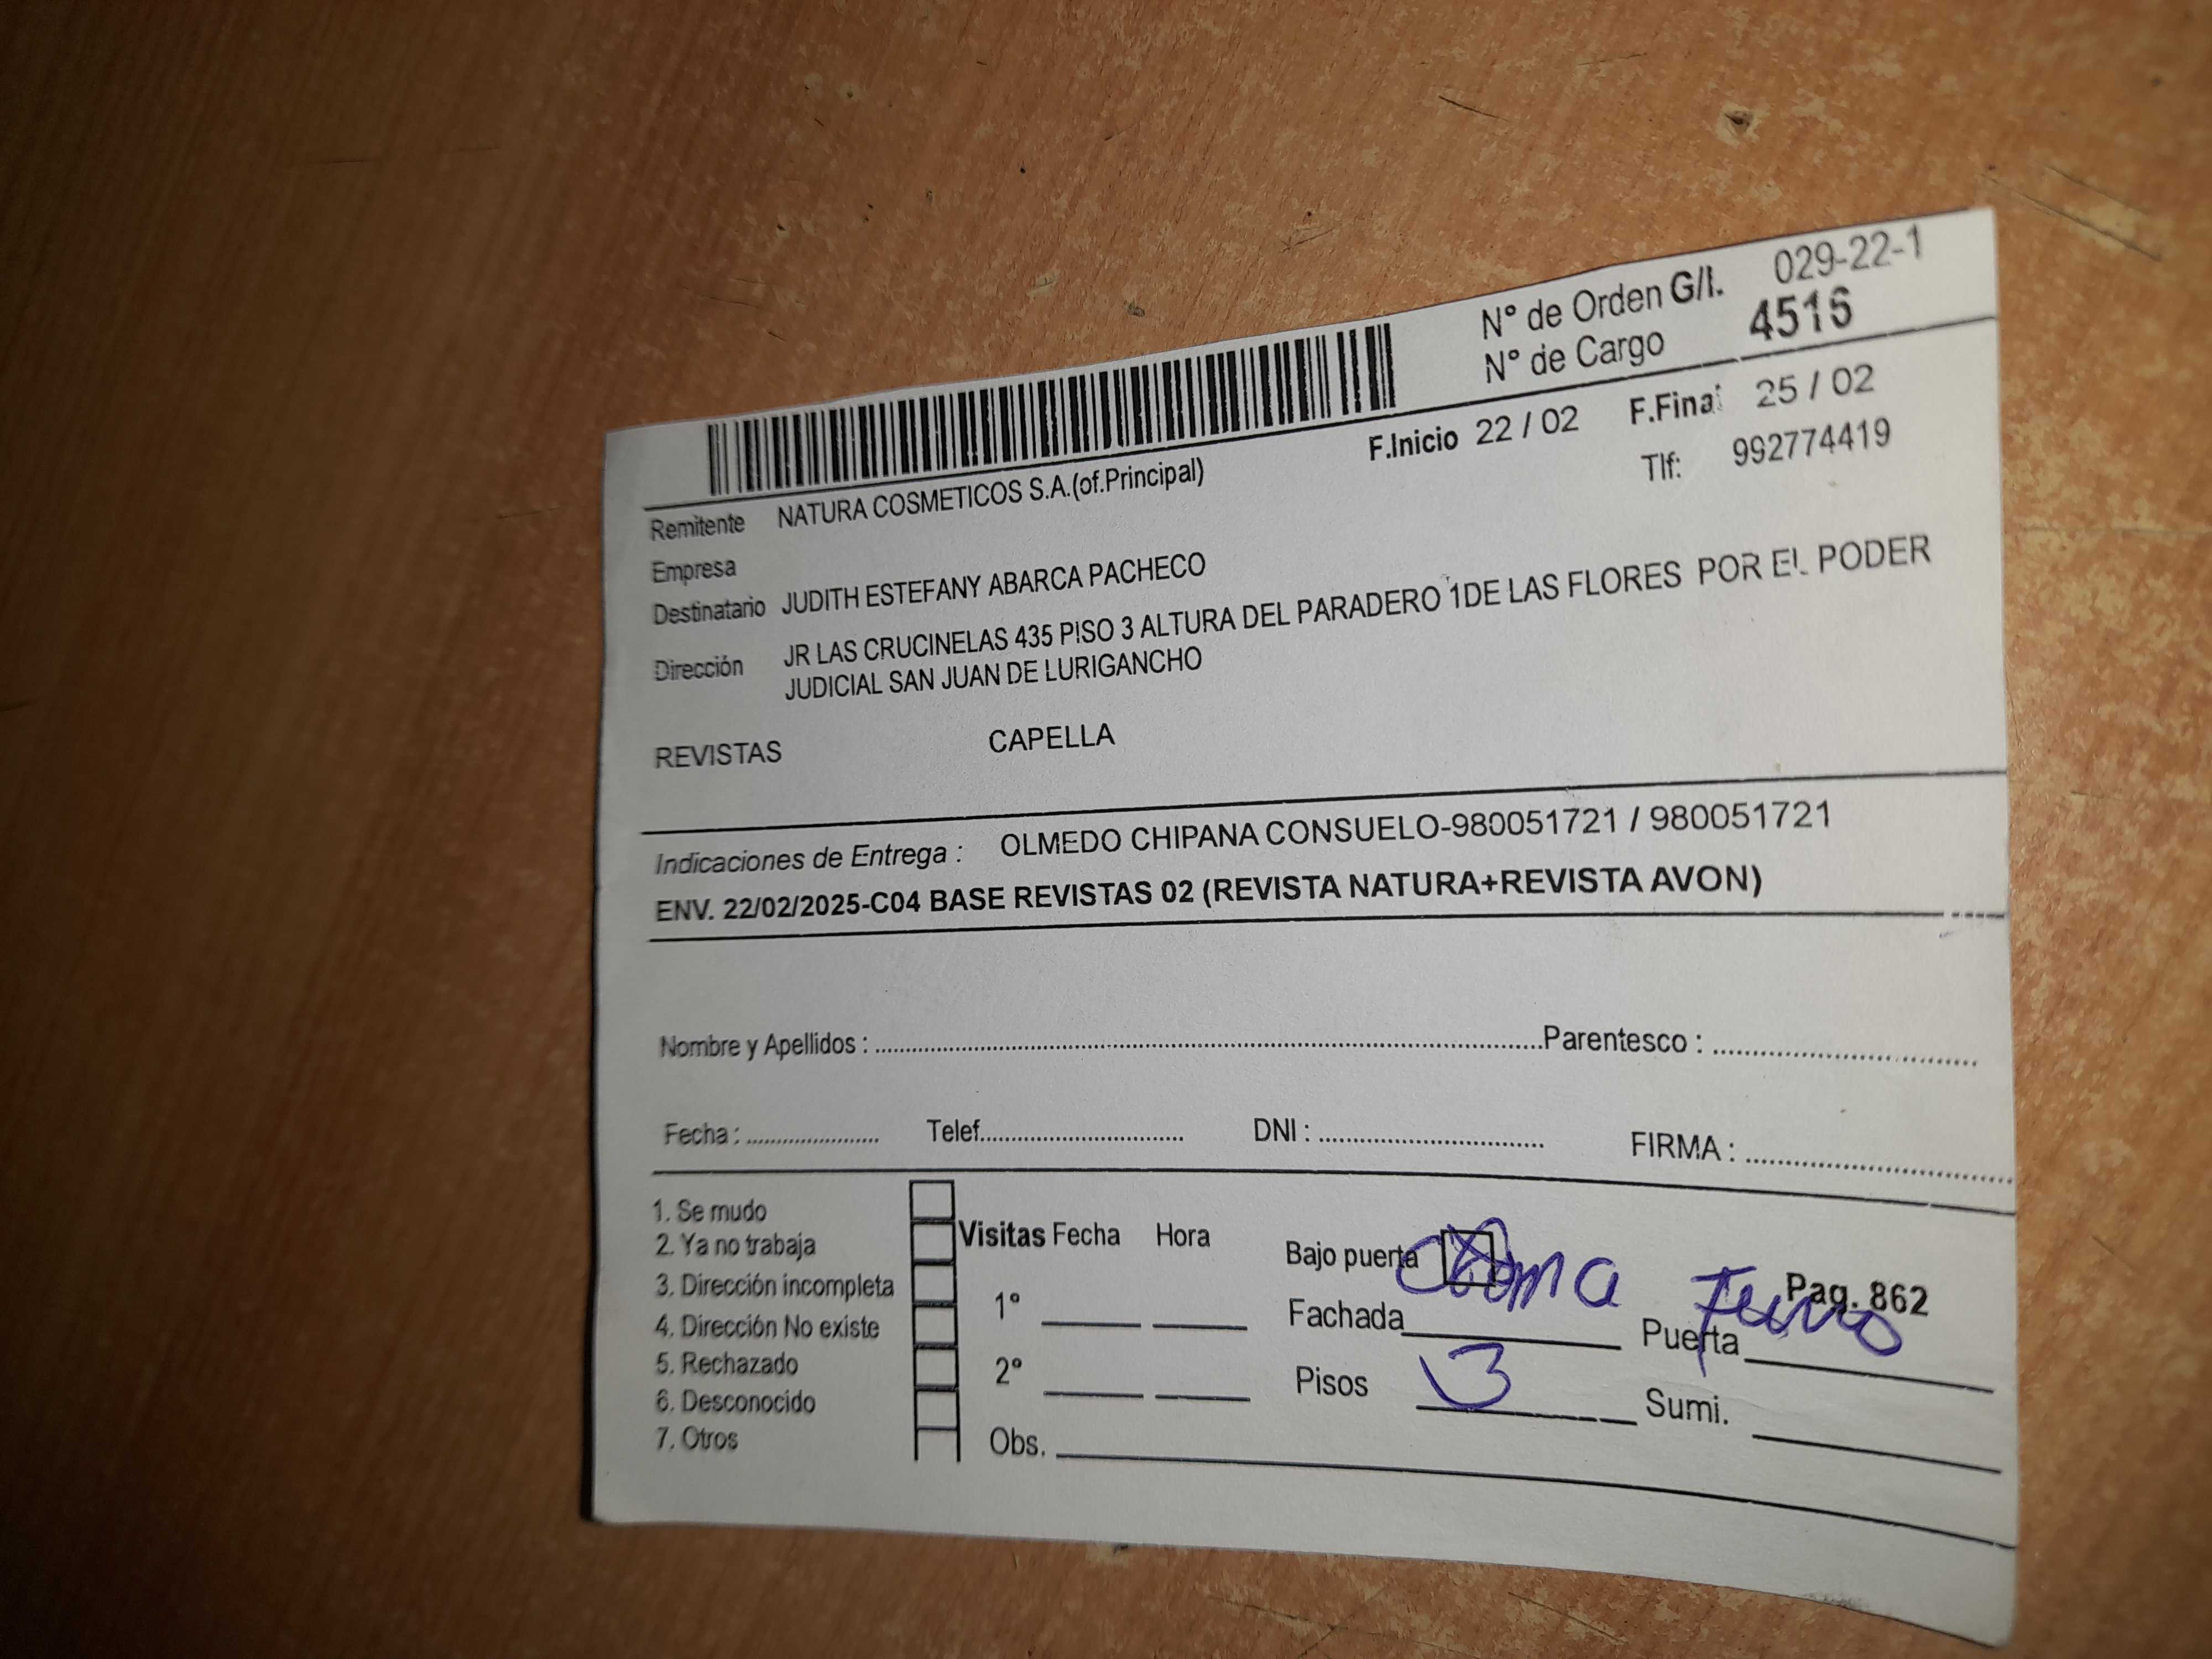 N° de Orden G/I. 029-22-1
N° de Cargo 4516
F.Inicio 22 / 02 F.Final 25 / 02
Remitente NATURA COSMETICOS S.A.(of.Principal) Tlf: 992774419
Empresa
Destinatario JUDITH ESTEFANY ABARCA PACHECO
Dirección JR LAS CRUCINELAS 435 PISO 3 ALTURA DEL PARADERO 1DE LAS FLORES POR EL PODER
JUDICIAL SAN JUAN DE LURIGANCHO
REVISTAS CAPELLA
Indicaciones de Entrega : OLMEDO CHIPANA CONSUELO-980051721 / 980051721
ENV. 22/02/2025-C04 BASE REVISTAS 02 (REVISTA NATURA+REVISTA AVON)
Nombre y Apellidos : Parentesco :
Fecha : Telef. DNI : FIRMA :
1. Se mudo
2. Ya no trabaja
3. Dirección incompleta
4. Dirección No existe
5. Rechazado
6. Desconocido
7. Otros
Visitas Fecha Hora
1°
2°
Obs.
Bajo puerta
Pag. 862
Fachada Puerta
Pisos 3 Sumi.